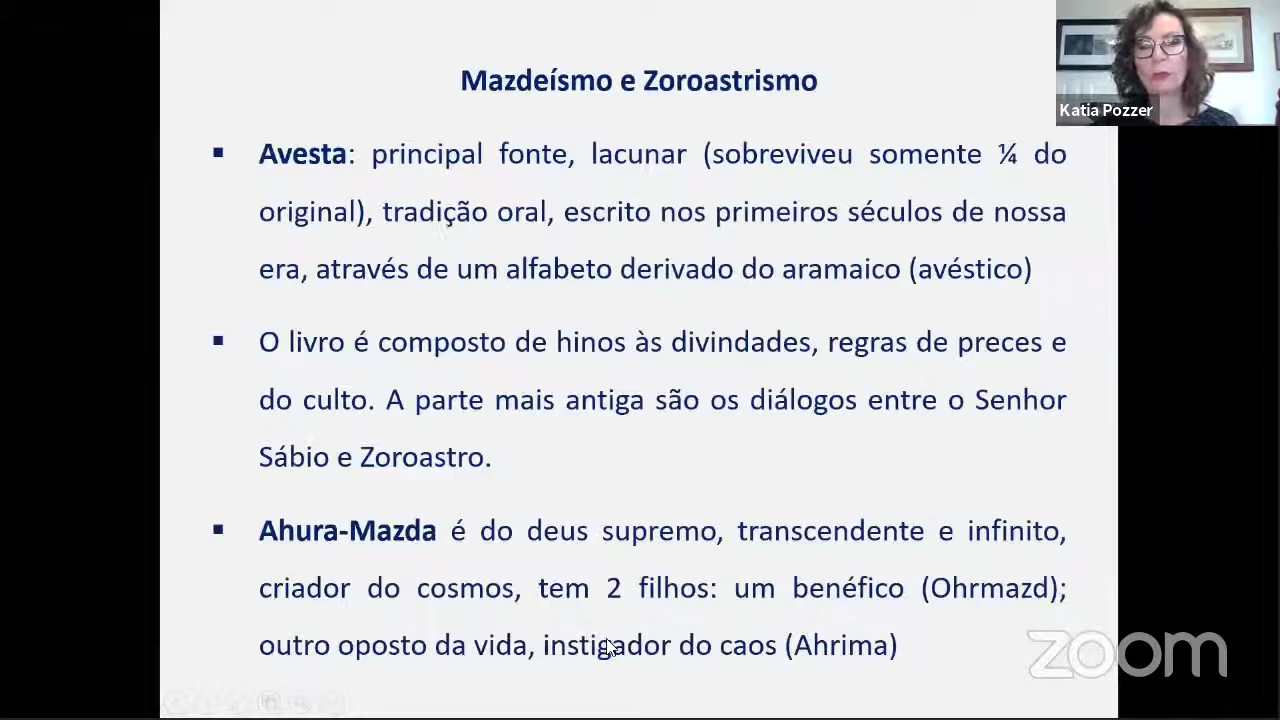 Mazdeísmo e Zoroastrismo
Katia Pozzer
▪ Avesta: principal fonte, lacunar (sobreviveu somente ¼ do
original), tradição oral, escrito nos primeiros séculos de nossa
era, através de um alfabeto derivado do aramaico (avéstico)
▪ O livro é composto de hinos às divindades, regras de preces e
do culto. A parte mais antiga são os diálogos entre o Senhor
Sábio e Zoroastro.
▪ Ahura-Mazda é do deus supremo, transcendente e infinito,
criador do cosmos, tem 2 filhos: um benéfico (Ohrmazd);
outro oposto da vida, instigador do caos (Ahrima)
zoom